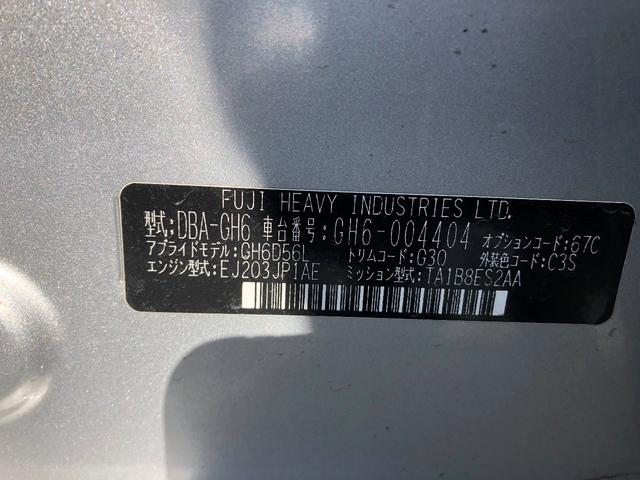 FUJI HEAVY INDUSTRIES LTD.
型式:DBA-GH6 車台番号:GH6-004404 オプションコード:67C
アプライドモデル:GH6D56L トリムコード:G30 外装色コード:C3S
エンジン型式:EJ203JP1AE ミッション型式:TA1B8ES2AA